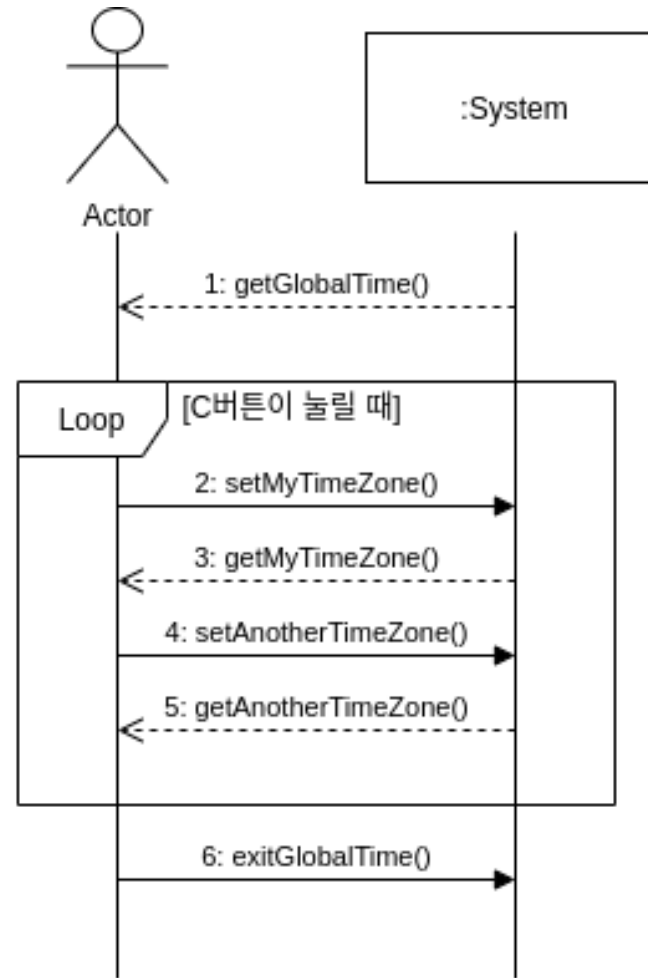 :System
Actor
1: getGlobalTime()
Loop
[C버튼이 눌릴 때]
2: setMyTimeZone()
3: getMyTimeZone()
4: setAnotherTimeZone()
5: getAnotherTimeZone()
6: exitGlobalTime()